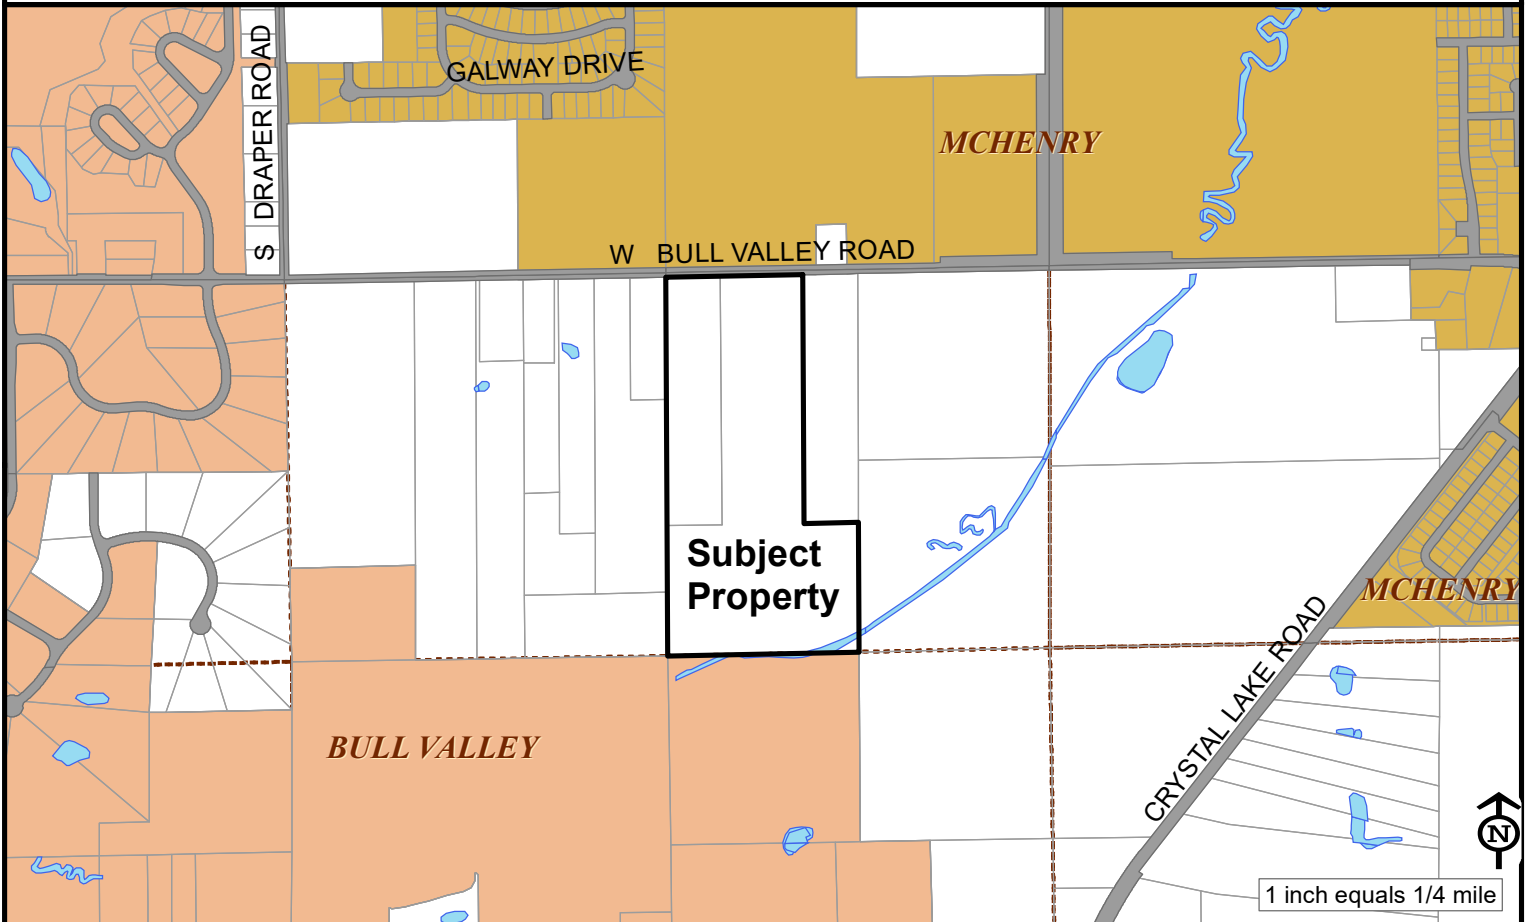 S DRAPER ROAD
GALWAY DRIVE
MCHENRY
W BULL VALLEY ROAD
Subject
Property
MCHENRY
CRYSTAL LAKE ROAD
BULL VALLEY
N
1 inch equals 1/4 mile